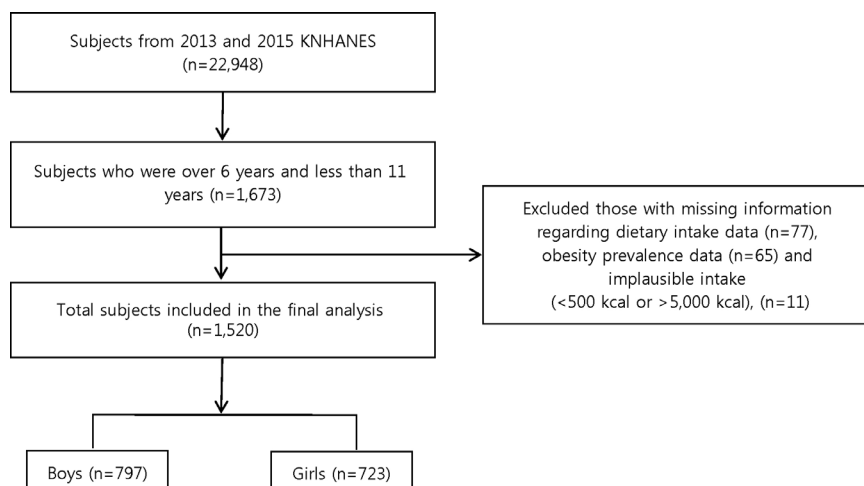 Subjects from 2013 and 2015 KNHANES
(n=22,948)
Subjects who were over 6 years and less than 11
years (n=1,673)
Excluded those with missing information
regarding dietary intake data (n=77),
obesity prevalence data (n=65) and
implausible intake
(<500 kcal or >5,000 kcal), (n=11)
Total subjects included in the final analysis
(n=1,520)
Boys (n=797)
Girls (n=723)